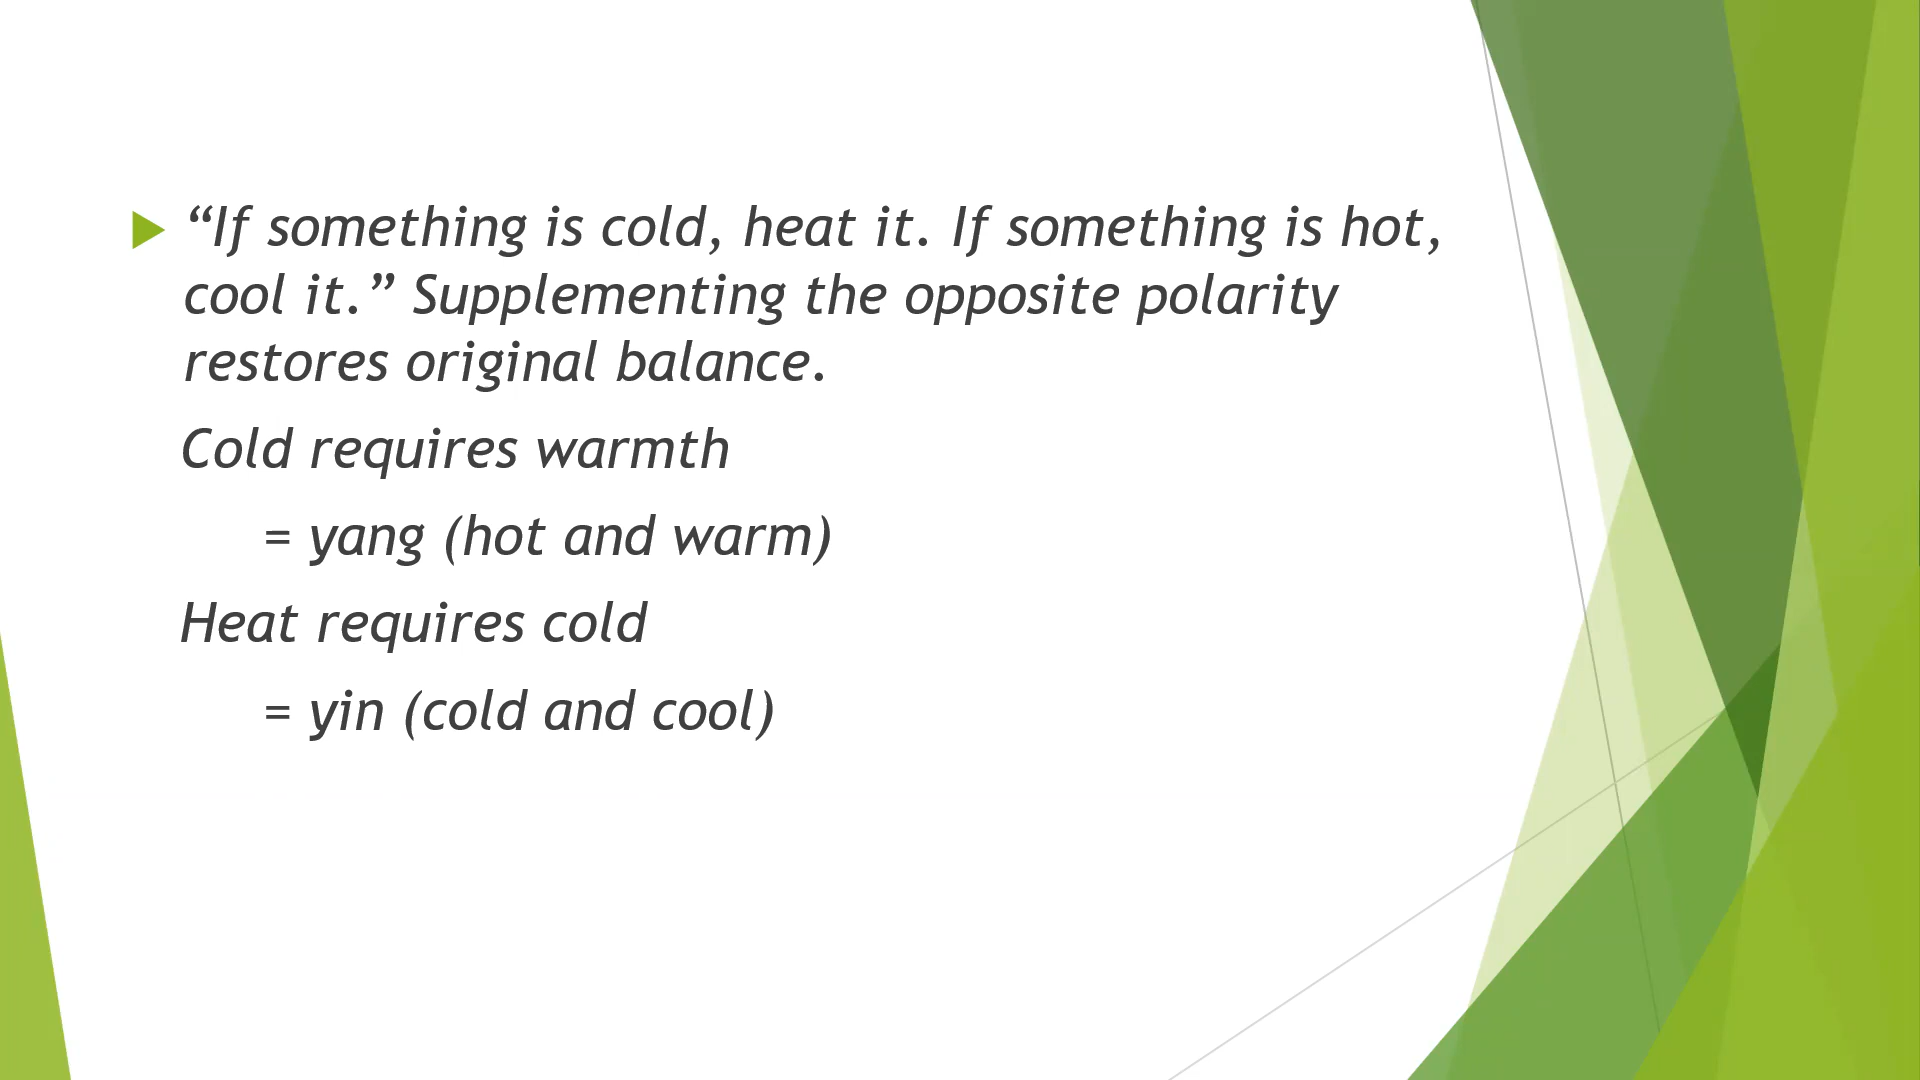 “If something is cold, heat it. If something is hot,
cool it.” Supplementing the opposite polarity
restores original balance.
Cold requires warmth
= yang (hot and warm)
Heat requires cold
= yin (cold and cool)